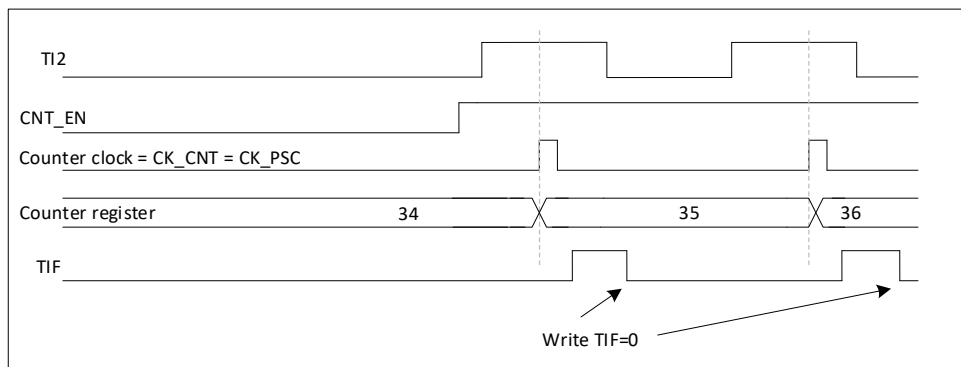 TI2
CNT_EN
Counter clock = CK_CNT = CK_PSC
Counter register 34 35 36
TIF
Write TIF=0